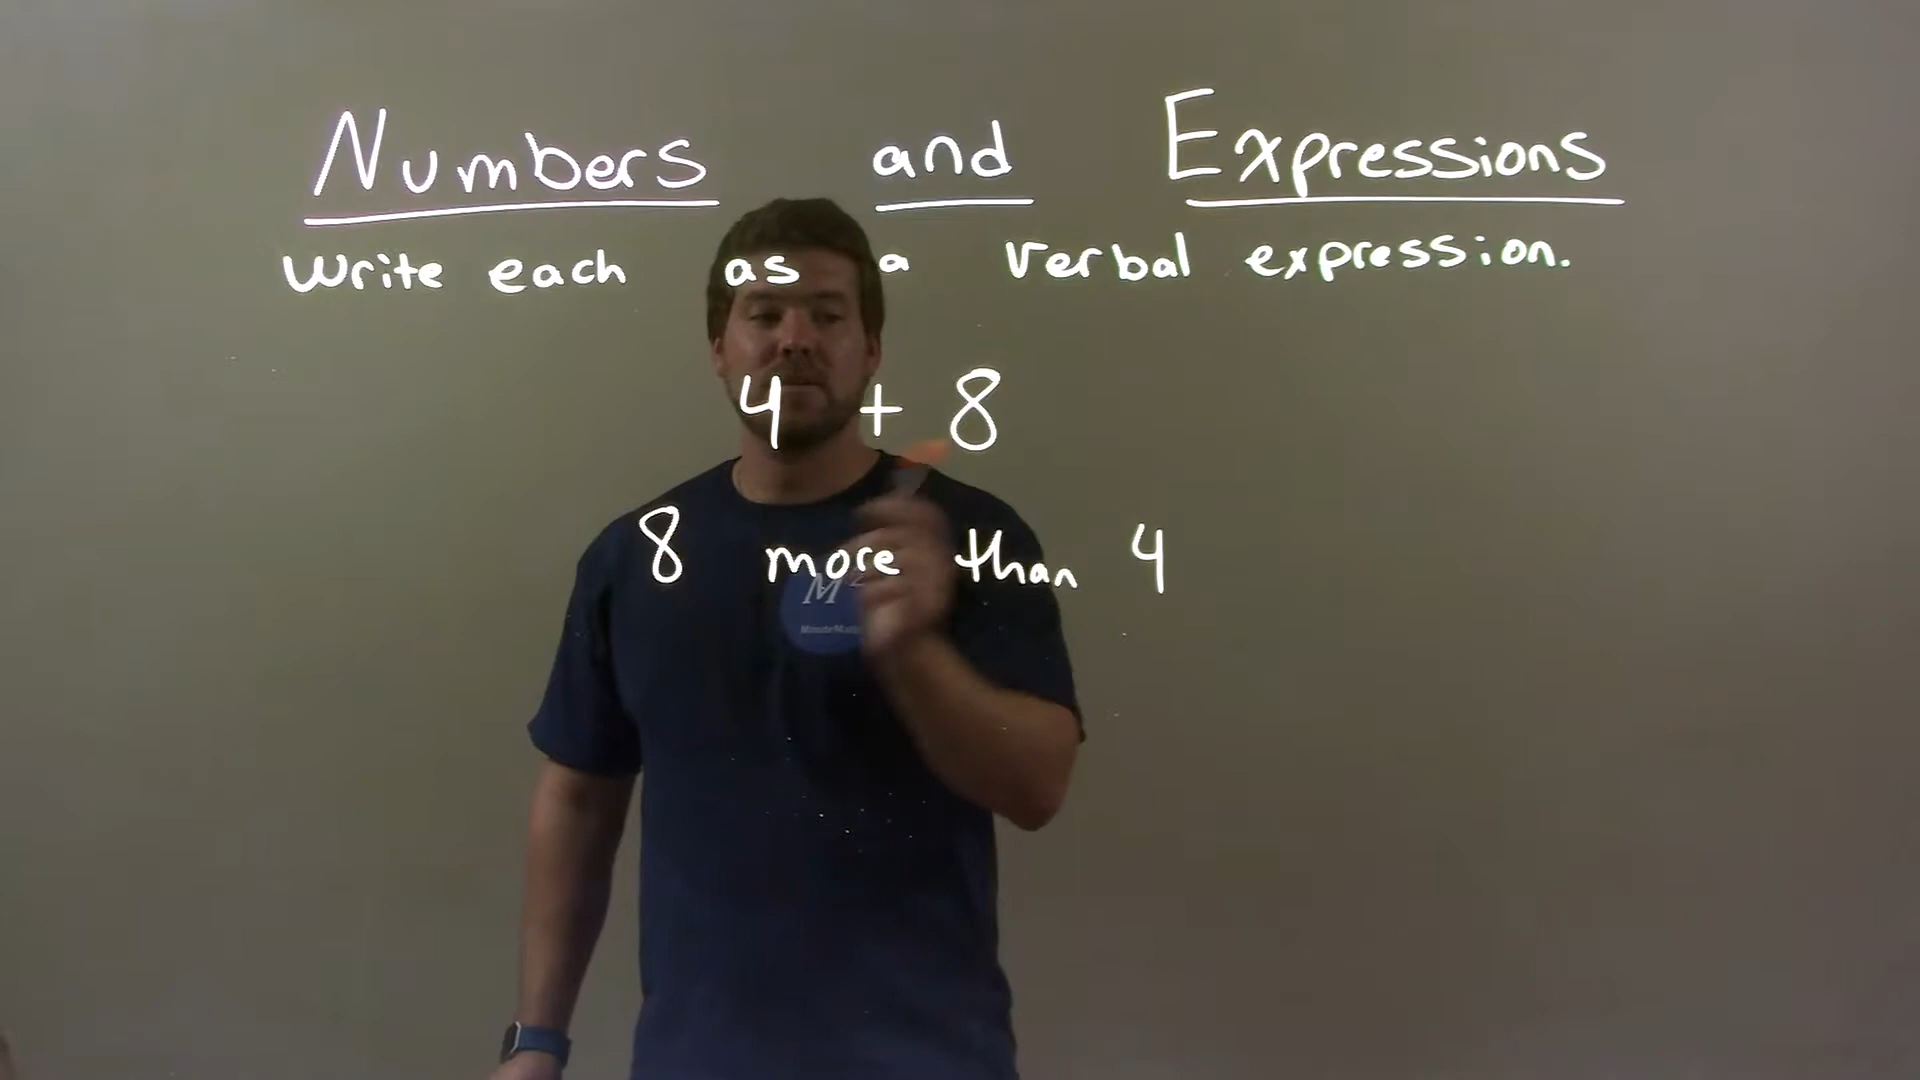 Numbers and Expressions
Write each as a verbal expression.
4 + 8
8 more than 4